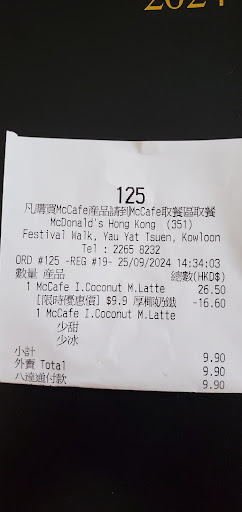 2024
125
凡購買McCafe產品請到McCafe取餐區取餐
McDonald's Hong Kong (351)
Festival Walk, Yau Yat Tsuen, Kowloon
Tel : 2265 8232
ORD #125 -REG #19- 25/09/2024 14:34:03
數量 產品 總數(HKD$)
1 McCafe I.Coconut M.Latte 26.50
[限時優惠價] $9.9 厚椰奶鐵 -16.60
1 McCafe I.Coconut M.Latte
少甜
少冰
小計 9.90
外賣 Total 9.90
八達通付款 9.90